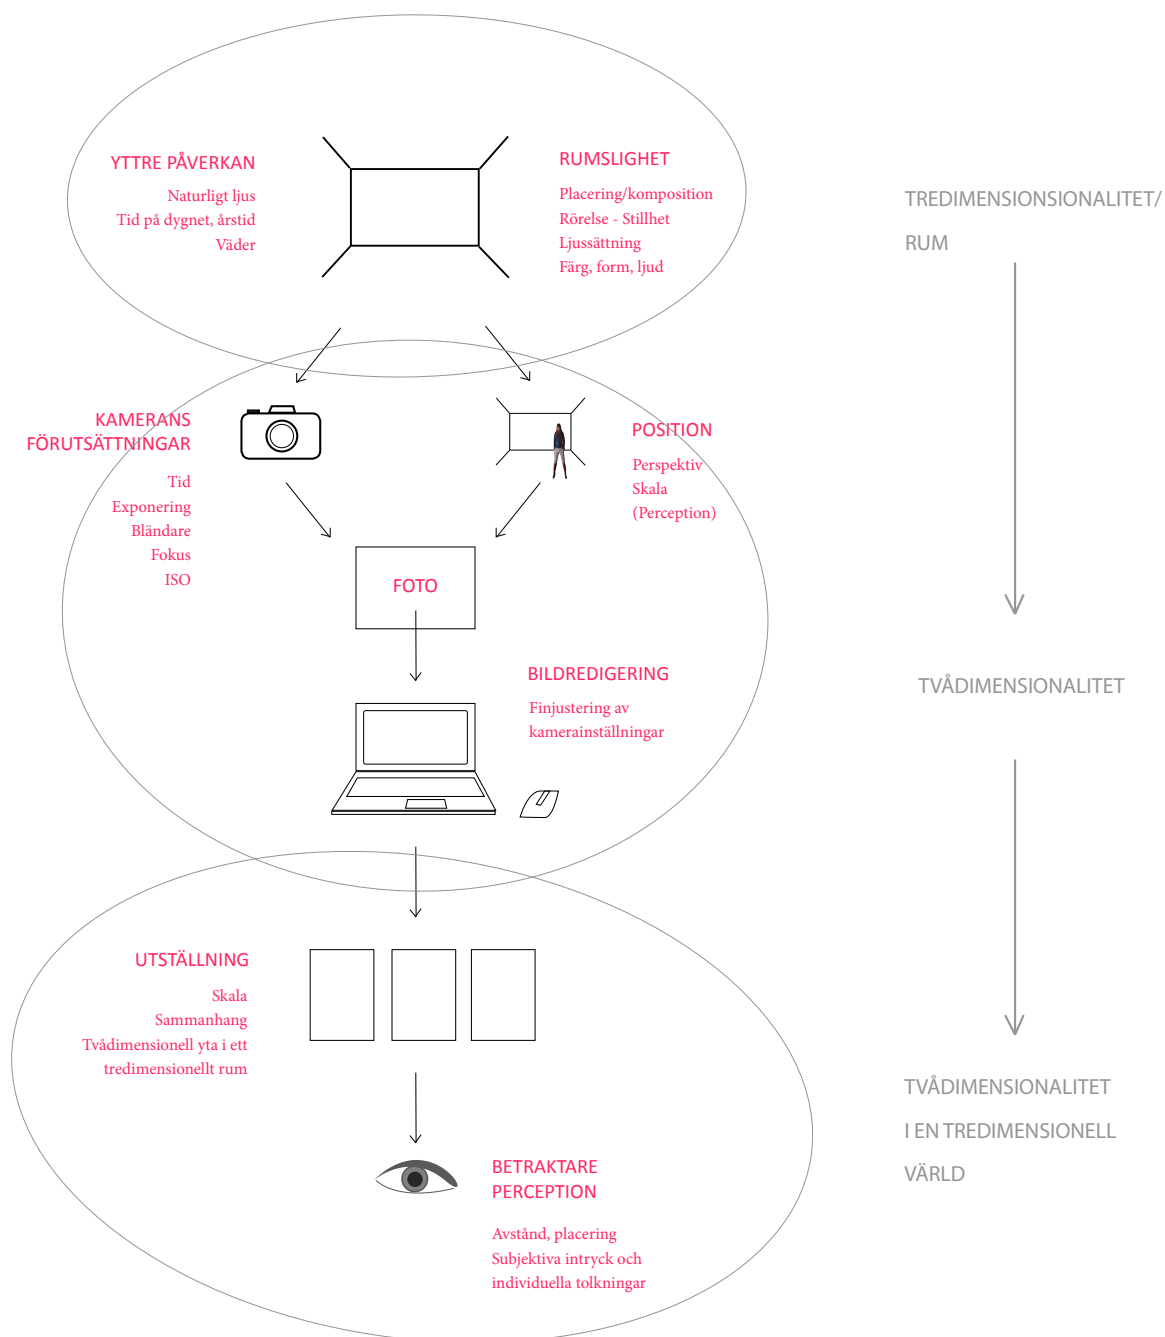 YTTRE PÅVERKAN
Naturligt ljus
Tid på dygnet, årstid
Väder
RUMSLIGHET
Placering/komposition
Rörelse - Stillhet
Ljussättning
Färg, form, ljud
TREDIMENSIONSIONALITET/
RUM
KAMERANS
FÖRUTSÄTTNINGAR
Tid
Exponering
Bländare
Fokus
ISO
POSITION
Perspektiv
Skala
(Perception)
FOTO
BILDREDIGERING
Finjustering av
kamerainställningar
TVÅDIMENSIONALITET
UTSTÄLLNING
Skala
Sammanhang
Tvådimensionell yta i ett
tredimensionellt rum
BETRAKTARE
PERCEPTION
Avstånd, placering
Subjektiva intryck och
individuella tolkningar
TVÅDIMENSIONALITET
I EN TREDIMENSIONELL
VÄRLD